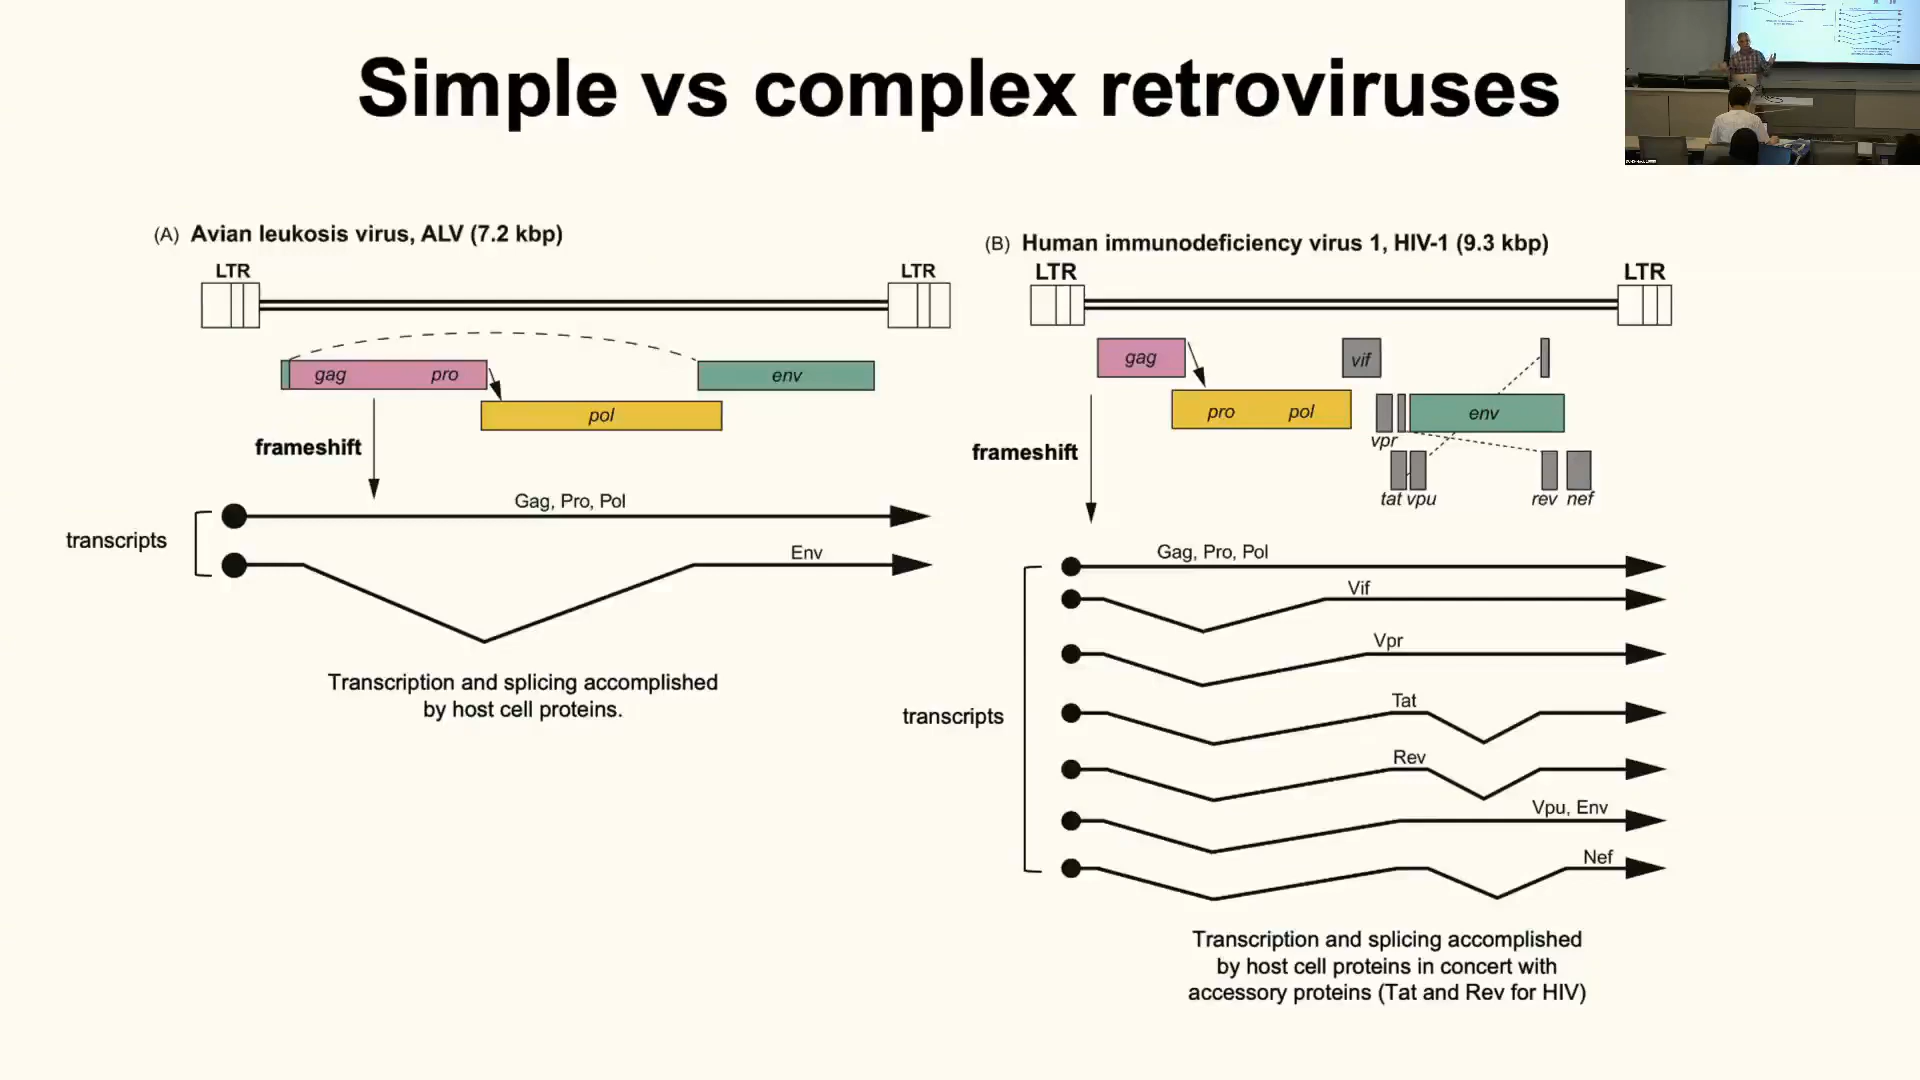 Simple vs complex retroviruses
(A) Avian leukosis virus, ALV (7.2 kbp)
LTR
LTR
gag
pro
env
pol
frameshift
transcripts
Gag, Pro, Pol
Env
Transcription and splicing accomplished
by host cell proteins.
(B) Human immunodeficiency virus 1, HIV-1 (9.3 kbp)
LTR
LTR
gag
vif
pro
pol
env
vpr
tat
vpu
rev
nef
frameshift
transcripts
Gag, Pro, Pol
Vif
Vpr
Tat
Rev
Vpu, Env
Nef
Transcription and splicing accomplished
by host cell proteins in concert with
accessory proteins (Tat and Rev for HIV)